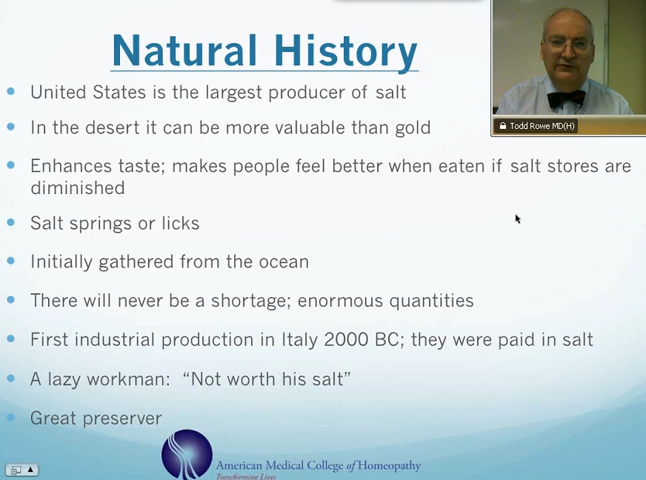 Natural History
Todd Rowe MD(H)
United States is the largest producer of salt
In the desert it can be more valuable than gold
Enhances taste; makes people feel better when eaten if salt stores are
diminished
Salt springs or licks
Initially gathered from the ocean
There will never be a shortage; enormous quantities
First industrial production in Italy 2000 BC; they were paid in salt
A lazy workman: “Not worth his salt”
Great preserver
American Medical College of Homeopathy
Transforming Lives